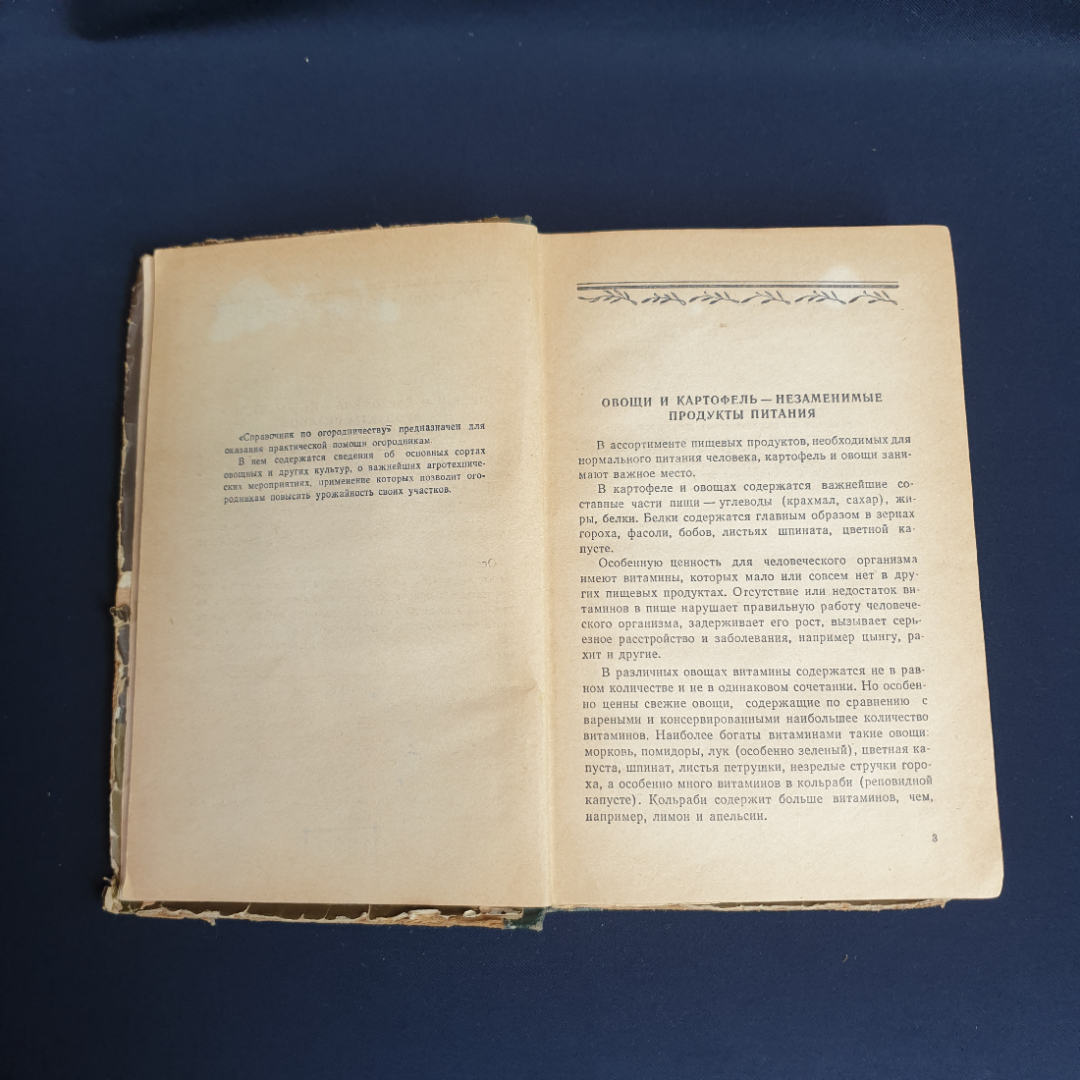 «Справочник по огородничеству» предназначен для
оказания практической помощи огородникам.
В нем содержатся сведения об основных сортах
овощных и других культур, о важнейших агротехниче-
ских мероприятиях, применение которых позволит ого-
родникам повысить урожайность своих участков.
ОВОЩИ И КАРТОФЕЛЬ — НЕЗАМЕНИМЫЕ
ПРОДУКТЫ ПИТАНИЯ
В ассортименте пищевых продуктов, необходимых для
нормального питания человека, картофель и овощи зани-
мают важное место.
В картофеле и овощах содержатся важнейшие со-
ставные части пищи — углеводы (крахмал, сахар), жи-
ры, белки. Белки содержатся главным образом в зернах
гороха, фасоли, бобов, листьях шпината, цветной ка-
пусте.
Особенную ценность для человеческого организма
имеют витамины, которых мало или совсем нет в дру-
гих пищевых продуктах. Отсутствие или недостаток ви-
таминов в пище нарушает правильную работу человече-
ского организма, задерживает его рост, вызывает серь-
езное расстройство и заболевания, например цынгу, ра-
хит и другие.
В различных овощах витамины содержатся не в рав-
ном количестве и не в одинаковом сочетании. Но особен-
но ценны свежие овощи, содержащие по сравнению с
вареными и консервированными наибольшее количество
витаминов. Наиболее богаты витаминами такие овощи:
морковь, помидоры, лук (особенно зеленый), цветная ка-
пуста, шпинат, листья петрушки, незрелые стручки горо-
ха, а особенно много витаминов в кольраби (реповидной
капусте). Кольраби содержит больше витаминов, чем,
например, лимон и апельсин.
3